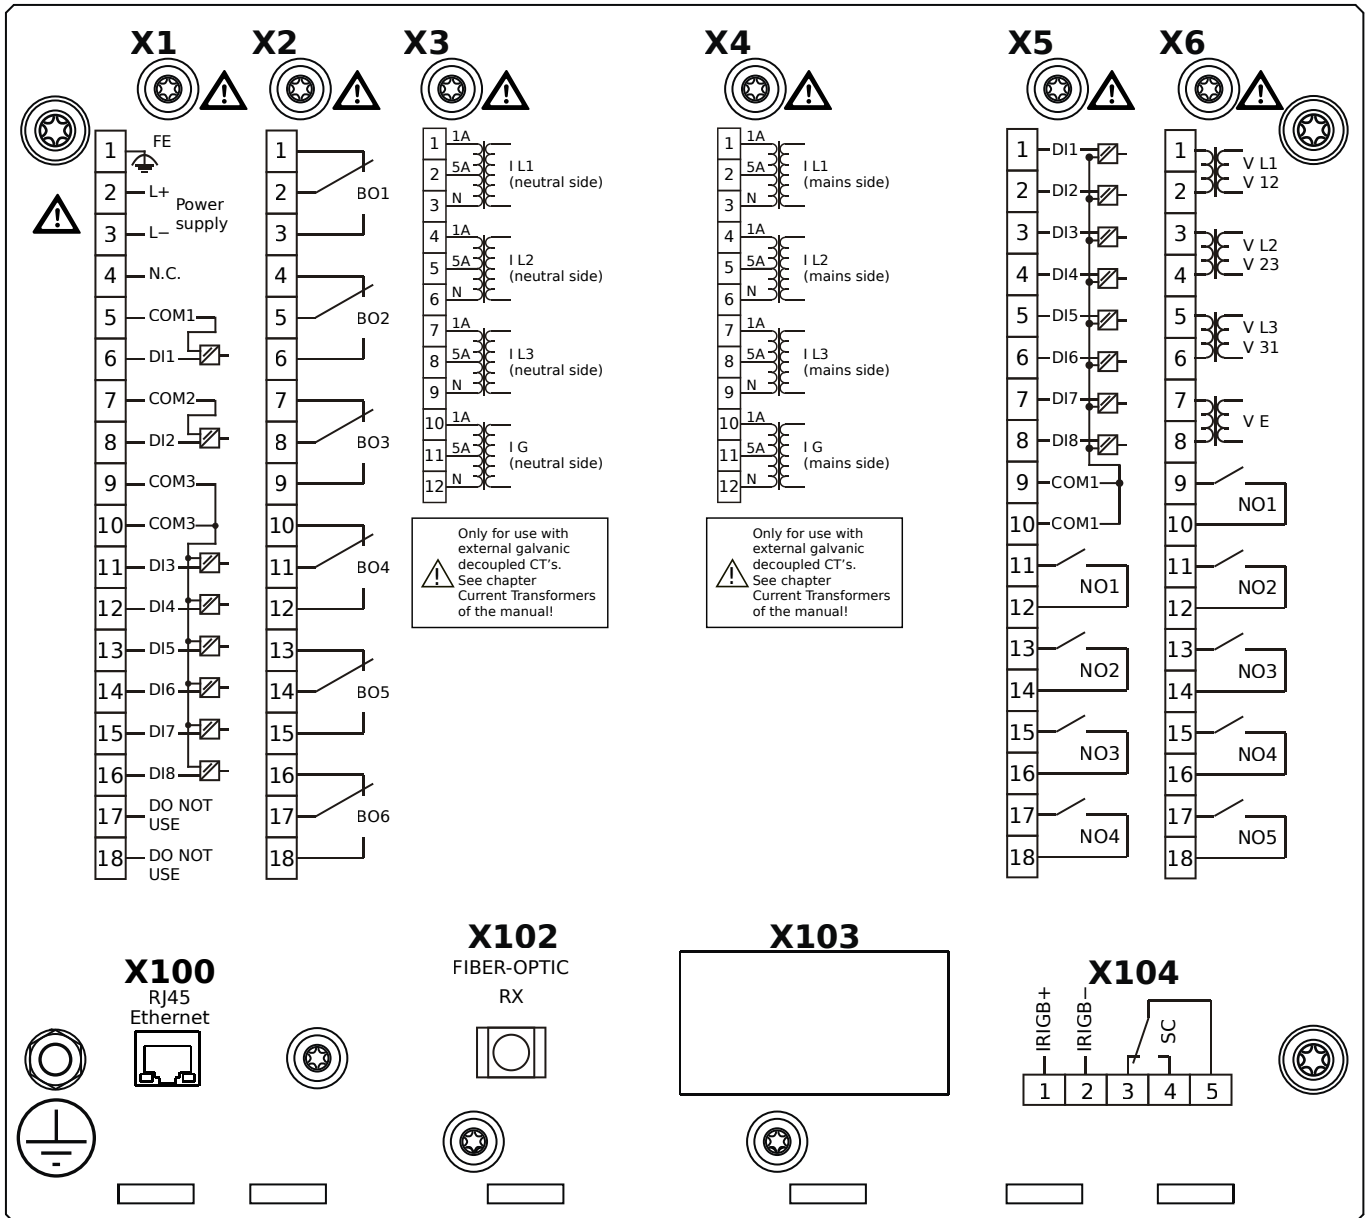 X1 X2 X3 X4 X5 X6
1 FE
2 L+ Power
supply
3 L−
4 N.C.
5 COM1
6 DI1
7 COM2
8 DI2
9 COM3
10 COM3
11 DI3
12 DI4
13 DI5
14 DI6
15 DI7
16 DI8
17 DO NOT
USE
18 DO NOT
USE
1
2 BO1
3
4
5 BO2
6
7
8 BO3
9
10
11 BO4
12
13
14 BO5
15
16
17 BO6
18
1 1A
2 5A I L1
(neutral side)
3 N
4 1A
5 5A I L2
(neutral side)
6 N
7 1A
8 5A I L3
(neutral side)
9 N
10 1A
11 5A I G
(neutral side)
12 N
Only for use with
external galvanic
decoupled CT's.
See chapter
Current Transformers
of the manual!
1 1A
2 5A I L1
(mains side)
3 N
4 1A
5 5A I L2
(mains side)
6 N
7 1A
8 5A I L3
(mains side)
9 N
10 1A
11 5A I G
(mains side)
12 N
Only for use with
external galvanic
decoupled CT's.
See chapter
Current Transformers
of the manual!
1 DI1
2 DI2
3 DI3
4 DI4
5 DI5
6 DI6
7 DI7
8 DI8
9 COM1
10 COM1
11
NO1
12
13
NO2
14
15
NO3
16
17
NO4
18
1 V L1
2 V 12
3 V L2
4 V 23
5 V L3
6 V 31
7 V E
8
9
NO1
10
11
NO2
12
13
NO3
14
15
NO4
16
17
NO5
18
X100
RJ45
Ethernet
X102
FIBER-OPTIC
RX
X103
X104
IRIGB+
IRIGB−
SC
1 2 3 4 5